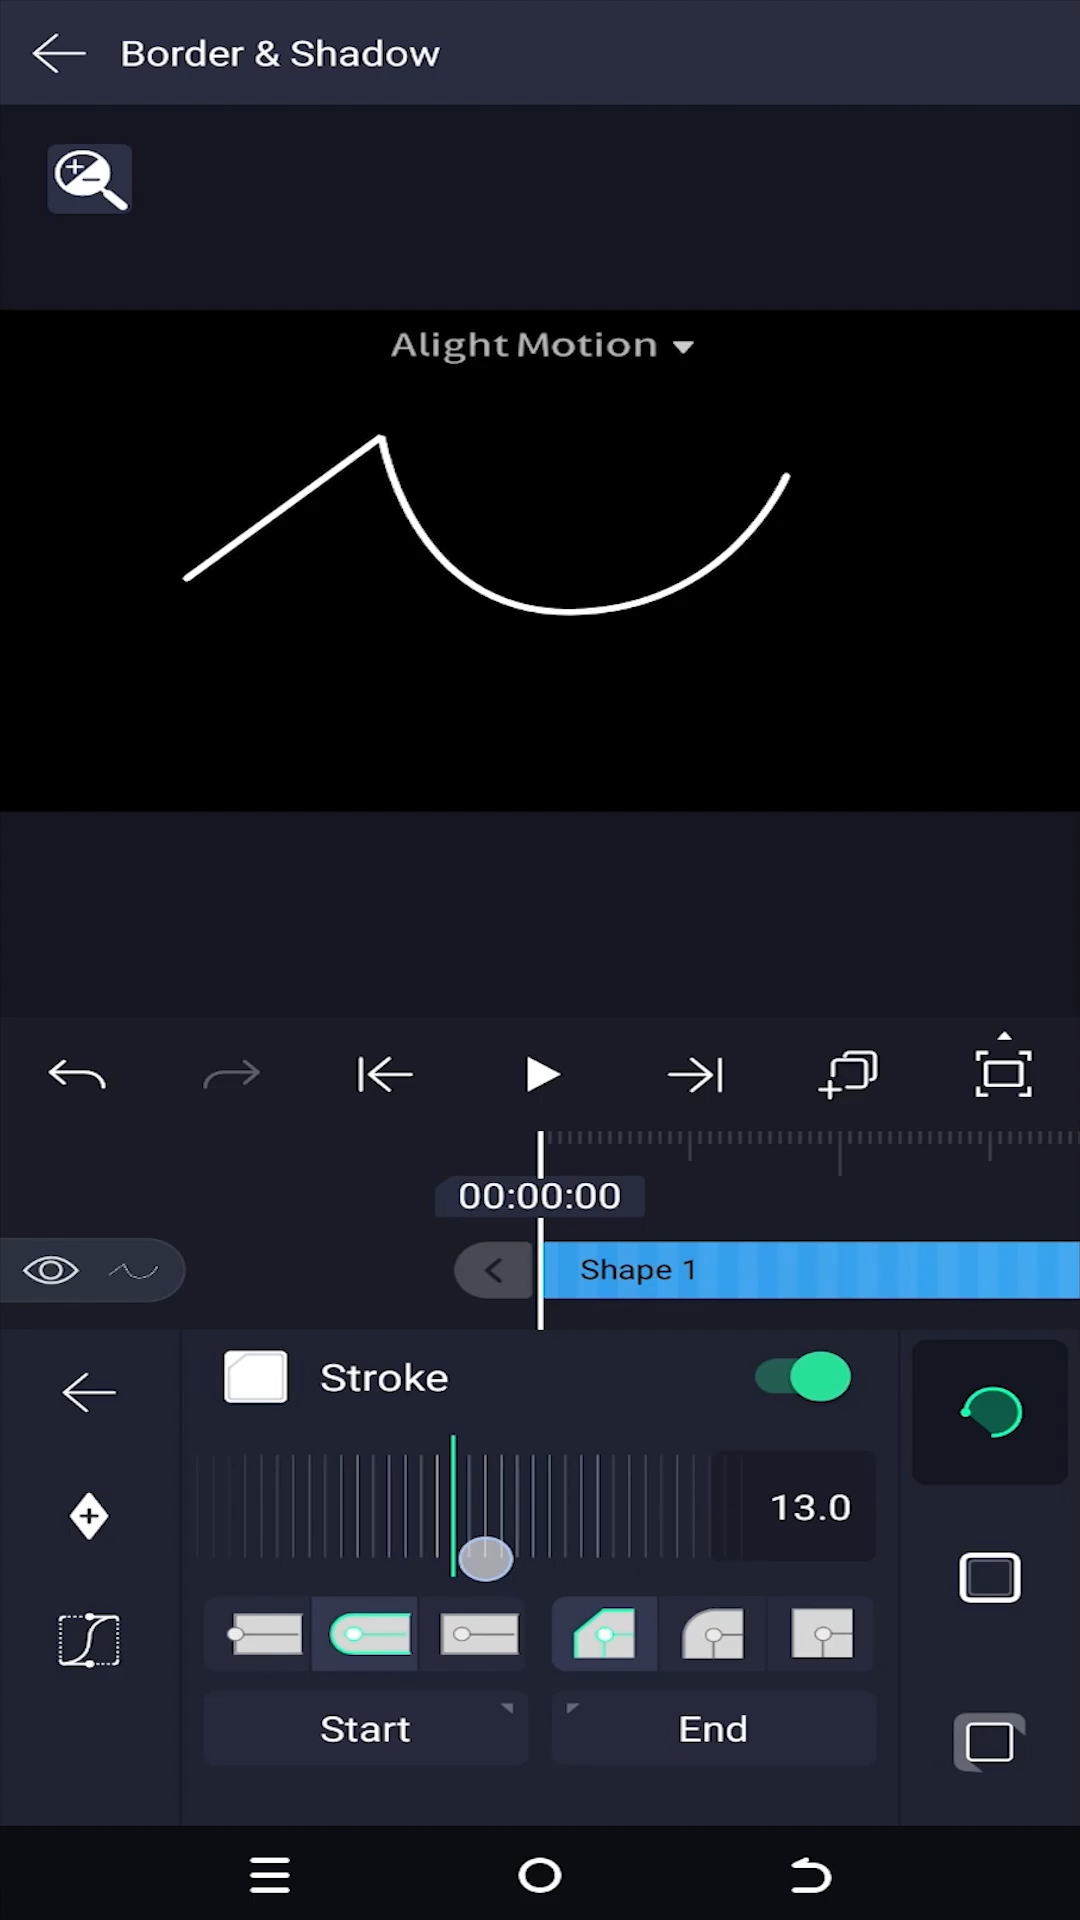 Border & Shadow
Alight Motion
00:00:00
Shape 1
Stroke
13.0
Start
End